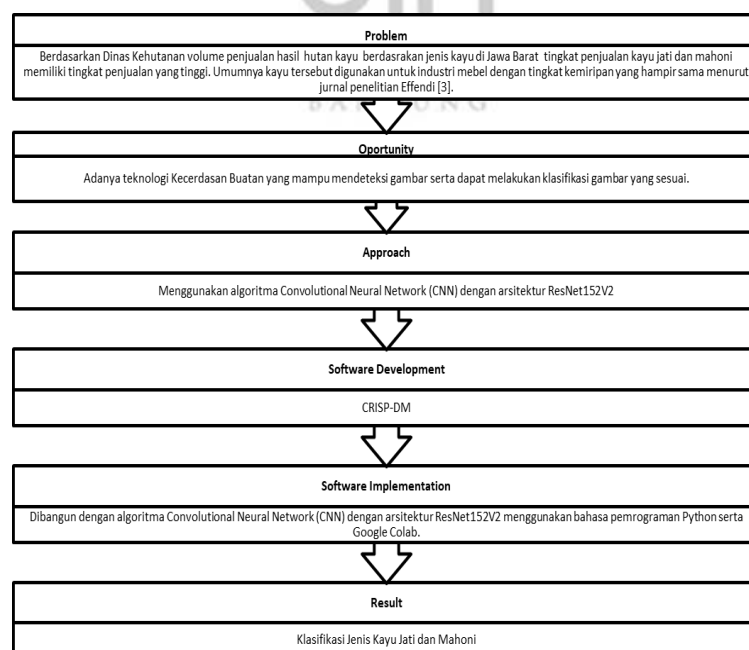 Problem
Berdasarkan Dinas Kehutanan volume penjualan hasil hutan kayu berdasrakan jenis kayu di Jawa Barat tingkat penjualan kayu jati dan mahoni
memiliki tingkat penjualan yang tinggi. Umumnya kayu tersebut digunakan untuk industri mebel dengan tingkat kemiripan yang hampir sama menurut
jurnal penelitian Effendi [3].
Oportunity
Adanya teknologi Kecerdasan Buatan yang mampu mendeteksi gambar serta dapat melakukan klasifikasi gambar yang sesuai.
Approach
Menggunakan algoritma Convolutional Neural Network (CNN) dengan arsitektur ResNet152V2
Software Development
CRISP-DM
Software Implementation
Dibangun dengan algoritma Convolutional Neural Network (CNN) dengan arsitektur ResNet152V2 menggunakan bahasa pemrograman Python serta
Google Colab.
Result
Klasifikasi Jenis Kayu Jati dan Mahoni